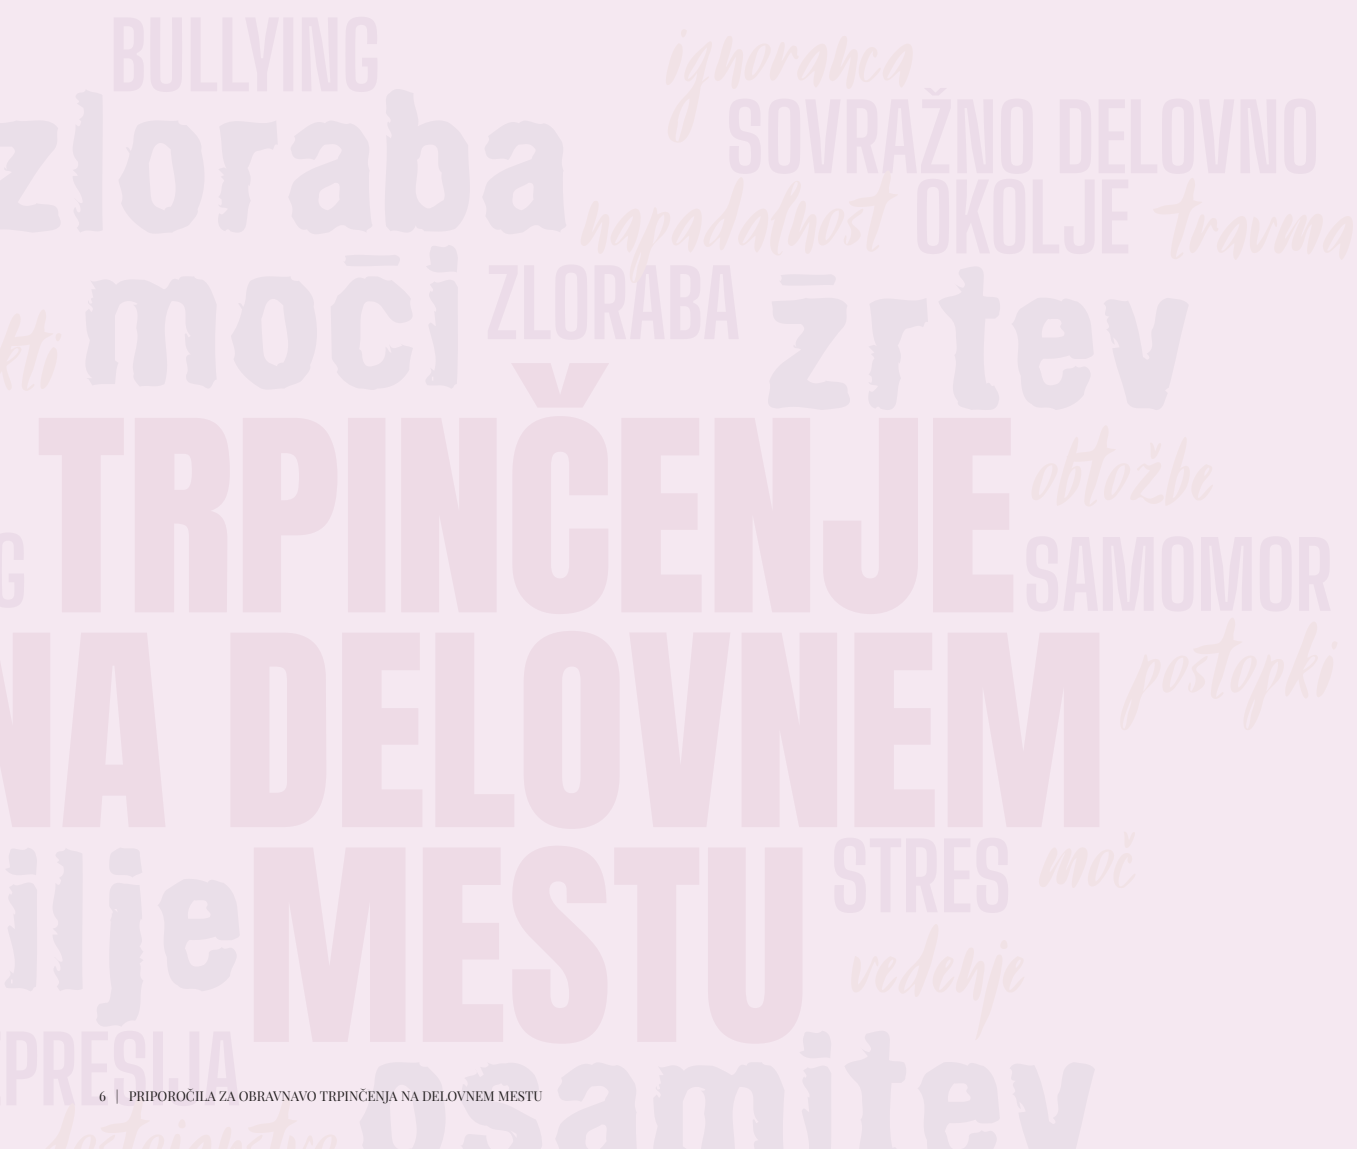 BULLYING
ignoranca
zloraba
SOVRAŽNO DELOVNO
napadalnost
OKOLJE
travma
moči
ZLORABA
žrtev
TRPINČENJE
obtožbe
SAMOMOR
NA DELOVNEM
postopki
MESTU
STRES
moč
vedenje
osamitev
6 | PRIPOROČILA ZA OBRAVNAVO TRPINČENJA NA DELOVNEM MESTU